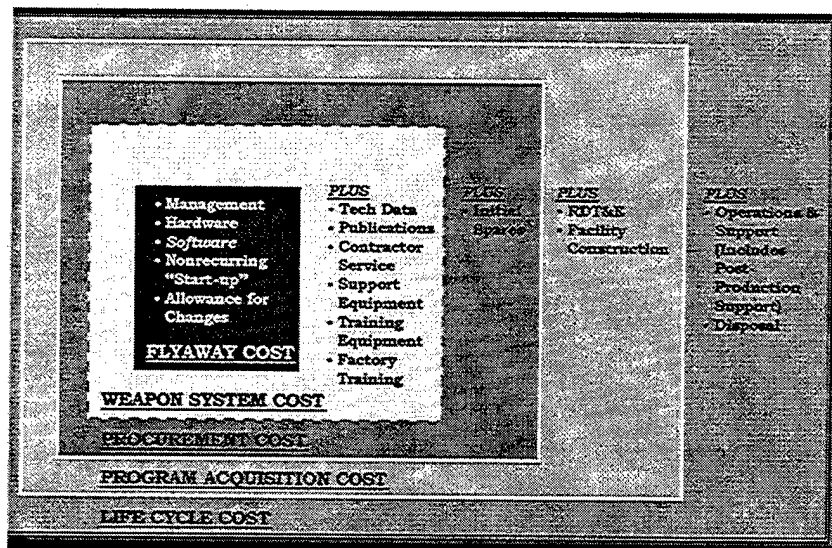 • Management
• Hardware
• Software
• Nonrecurring
"Start-up"
• Allowance for
Changes
FLYAWAY COST
PLUS
• Tech Data
• Publications
• Contractor
Service
• Support
Equipment
• Training
Equipment
• Factory
Training
WEAPON SYSTEM COST
PLUS
• Initial
Spares
PROCUREMENT COST
PLUS
• RDT&E
• Facility
Construction
PROGRAM ACQUISITION COST
PLUS
• Operations &
Support
(Includes
Post-
Production
Support)
• Disposal
LIFE CYCLE COST